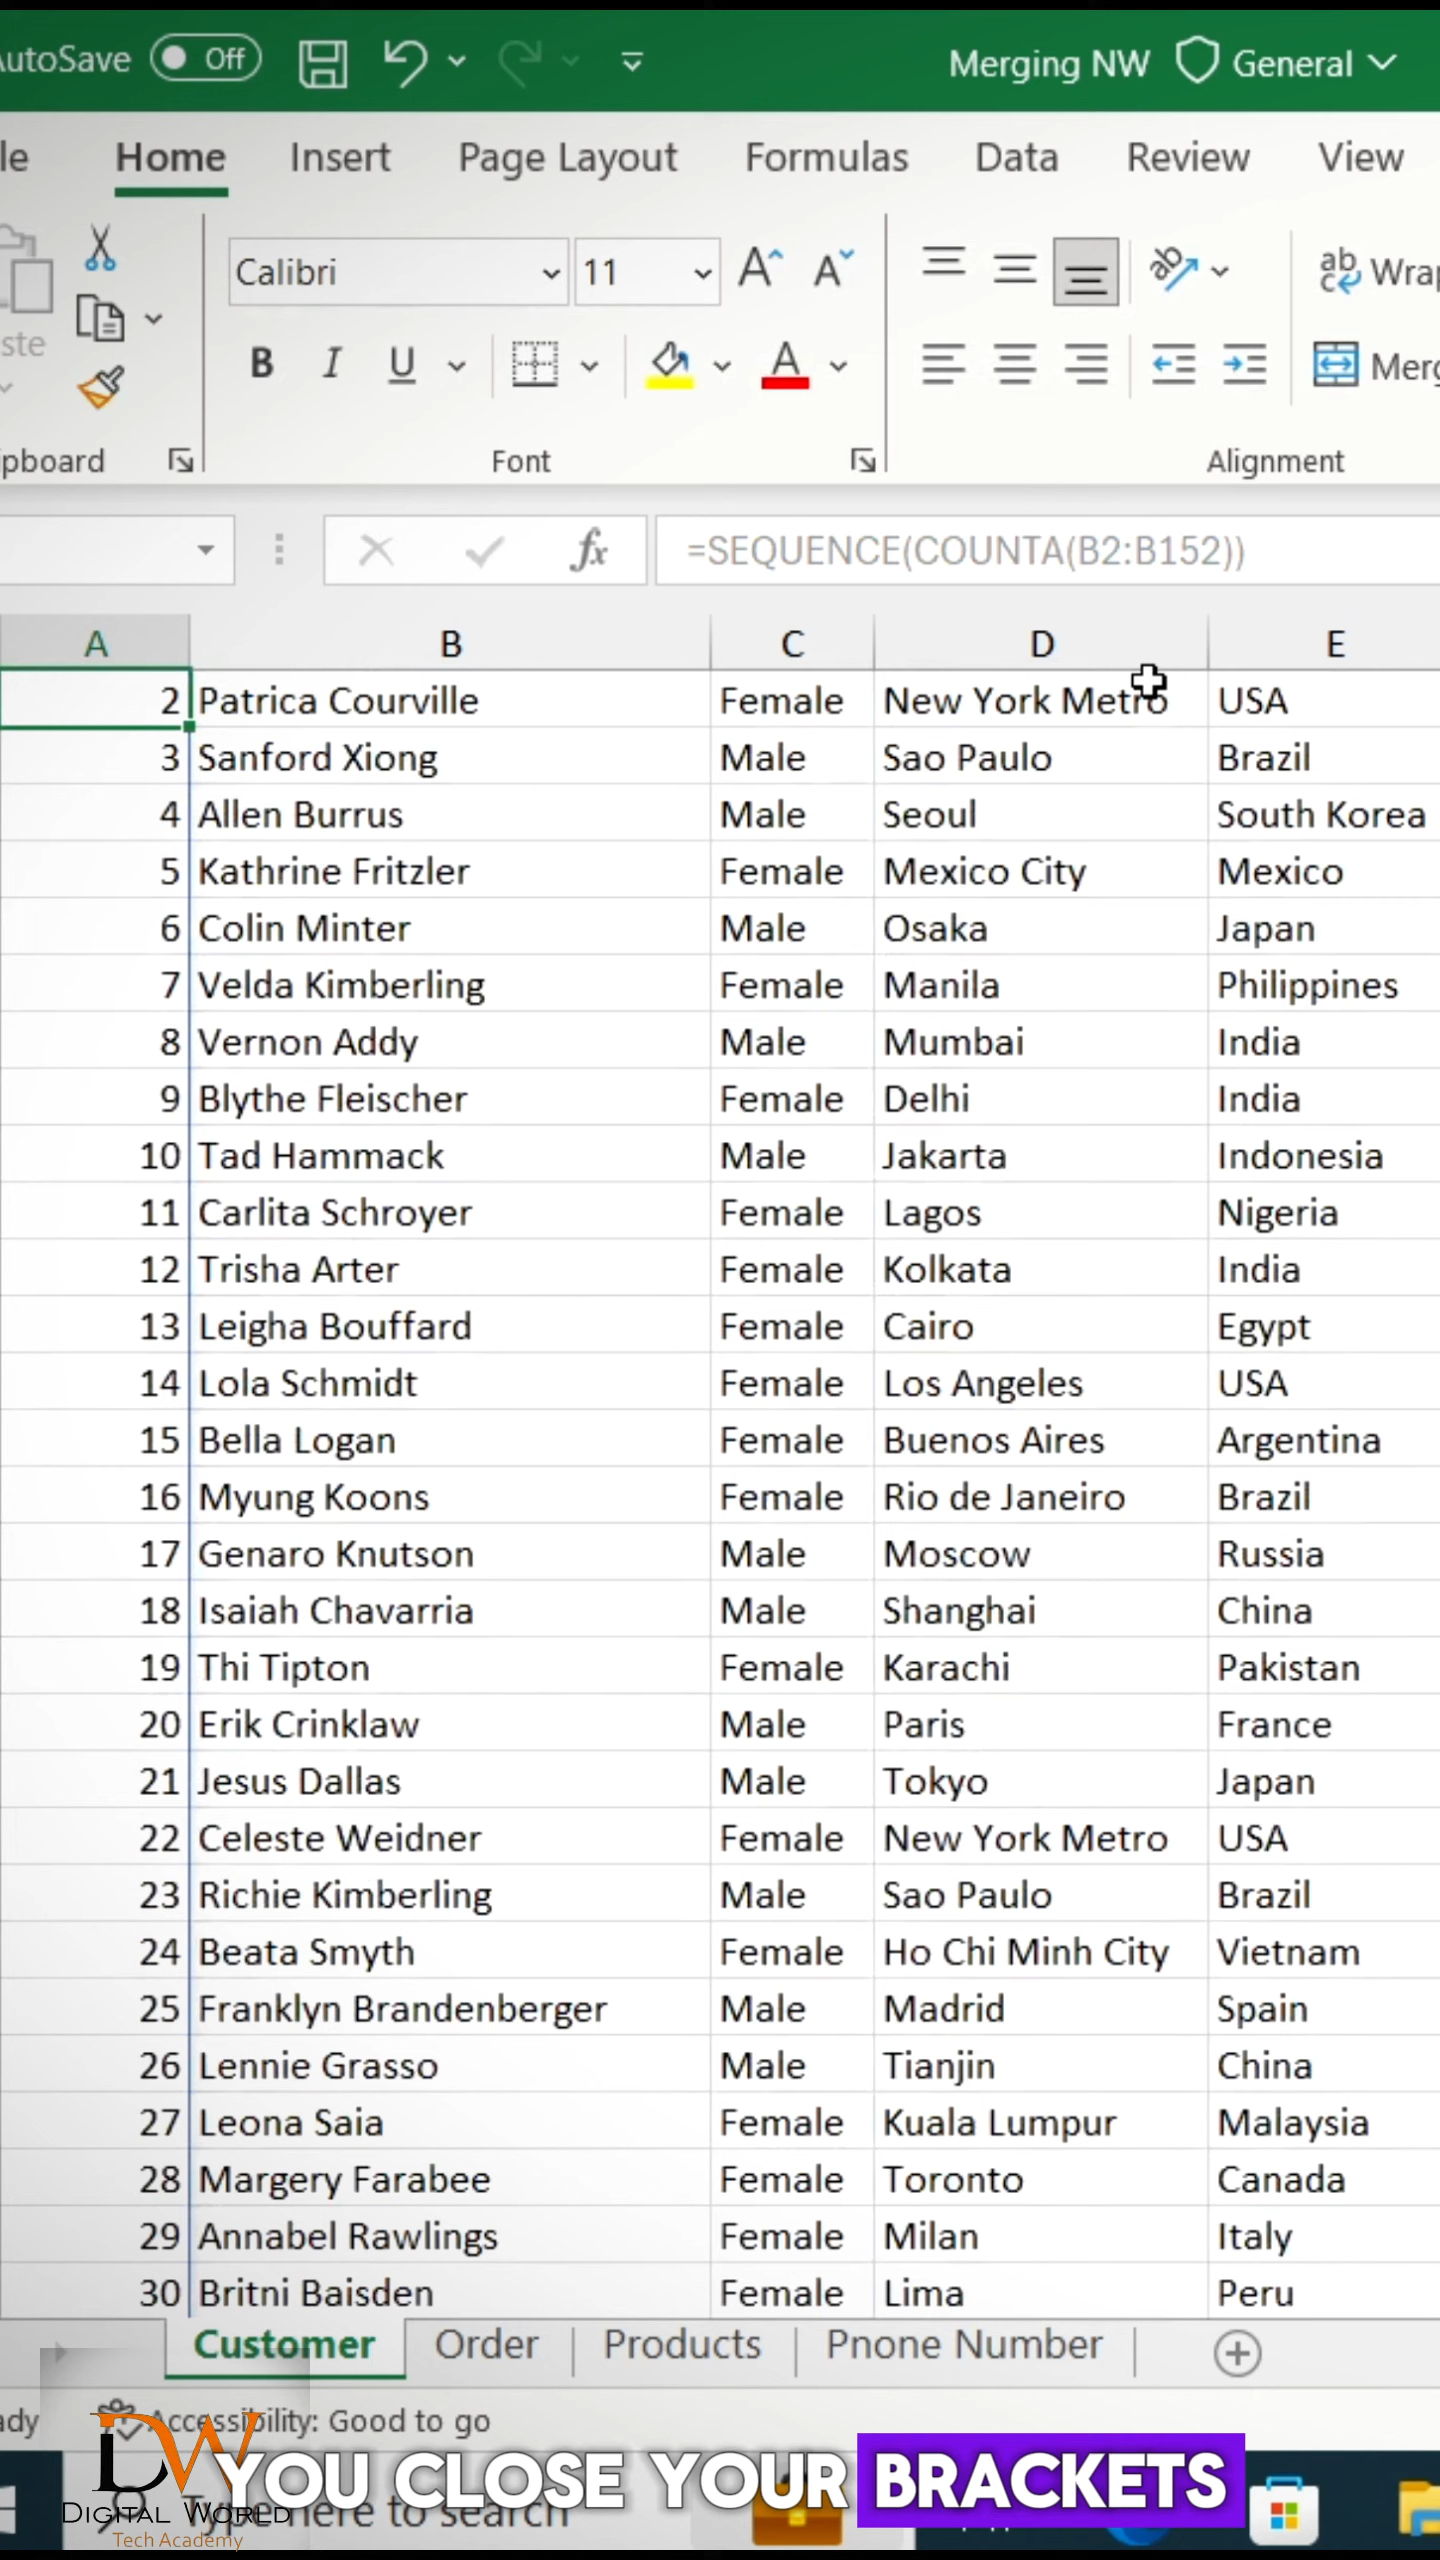 AutoSave Off Merging NW General
le Home Insert Page Layout Formulas Data Review View
Calibri 11 A A ab ab Wrap
ste B I U A Merg
pboard Font Alignment
fx =SEQUENCE(COUNTA(B2:B152))
A B C D E
2 Patrica Courville Female New York Metro USA
3 Sanford Xiong Male Sao Paulo Brazil
4 Allen Burrus Male Seoul South Korea
5 Kathrine Fritzler Female Mexico City Mexico
6 Colin Minter Male Osaka Japan
7 Velda Kimberling Female Manila Philippines
8 Vernon Addy Male Mumbai India
9 Blythe Fleischer Female Delhi India
10 Tad Hammack Male Jakarta Indonesia
11 Carlita Schroyer Female Lagos Nigeria
12 Trisha Arter Female Kolkata India
13 Leigha Bouffard Female Cairo Egypt
14 Lola Schmidt Female Los Angeles USA
15 Bella Logan Female Buenos Aires Argentina
16 Myung Koons Female Rio de Janeiro Brazil
17 Genaro Knutson Male Moscow Russia
18 Isaiah Chavarria Male Shanghai China
19 Thi Tipton Female Karachi Pakistan
20 Erik Crinklaw Male Paris France
21 Jesus Dallas Male Tokyo Japan
22 Celeste Weidner Female New York Metro USA
23 Richie Kimberling Male Sao Paulo Brazil
24 Beata Smyth Female Ho Chi Minh City Vietnam
25 Franklyn Brandenberger Male Madrid Spain
26 Lennie Grasso Male Tianjin China
27 Leona Saia Female Kuala Lumpur Malaysia
28 Margery Farabee Female Toronto Canada
29 Annabel Rawlings Female Milan Italy
30 Britni Baisden Female Lima Peru
Customer Order Products Pnone Number
ady Accessibility: Good to go
DW
YOU CLOSE YOUR BRACKETS
DIGITAL WORLD Type here to search
Tech Academy